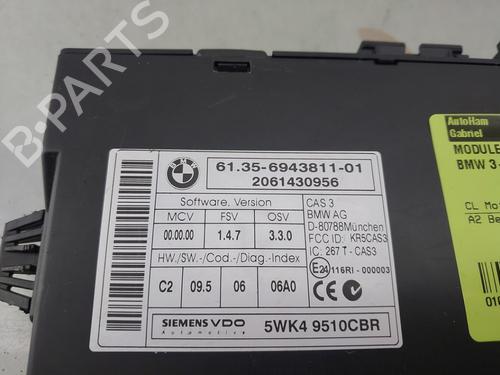 B-PARTS
AutoHam
Gabriel
MODULE
BMW 3
CL Mo
A2 Be
BMW
61.35-6943811-01
2061430956
Software. Version
MCV FSV OSV
00.00.00 1.4.7 3.3.0
HW./SW.-/Cod.-/Diag.-Index
C2 09.5 06 06A0
CAS 3
BMW AG
D-80788München
FCC ID: KR5CAS3
IC: 267 T - CAS3
E24 116RI - 000003
CE
SIEMENS VDO
Automotive
5WK4 9510CBR